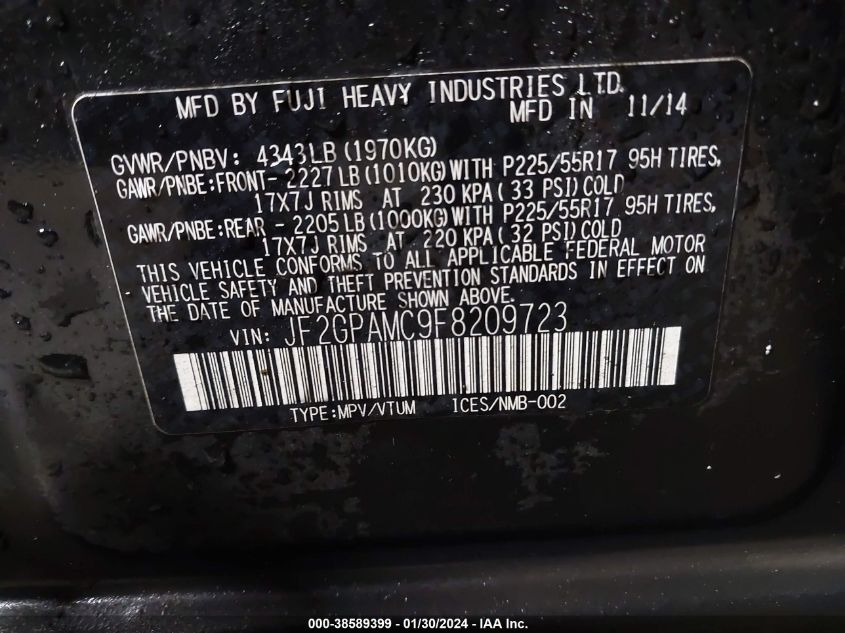 MFD BY FUJI HEAVY INDUSTRIES LTD.
MFD IN 11/14
GVWR/PNBV: 4343LB (1970KG)
GAWR/PNBE:FRONT- 2227LB (1010KG) WITH P225/55R17 95H TIRES,
17X7J RIMS AT 230 KPA (33 PSI) COLD
GAWR/PNBE:REAR - 2205LB (1000KG) WITH P225/55R17 95H TIRES,
17X7J RIMS AT 220 KPA (32 PSI) COLD
THIS VEHICLE CONFORMS TO ALL APPLICABLE FEDERAL MOTOR
VEHICLE SAFETY AND THEFT PREVENTION STANDARDS IN EFFECT ON
THE DATE OF MANUFACTURE SHOWN ABOVE.
VIN: JF2GPAMC9F8209723
TYPE:MPV/VTUM ICES/NMB-002
000-38589399 - 01/30/2024 - IAA Inc.